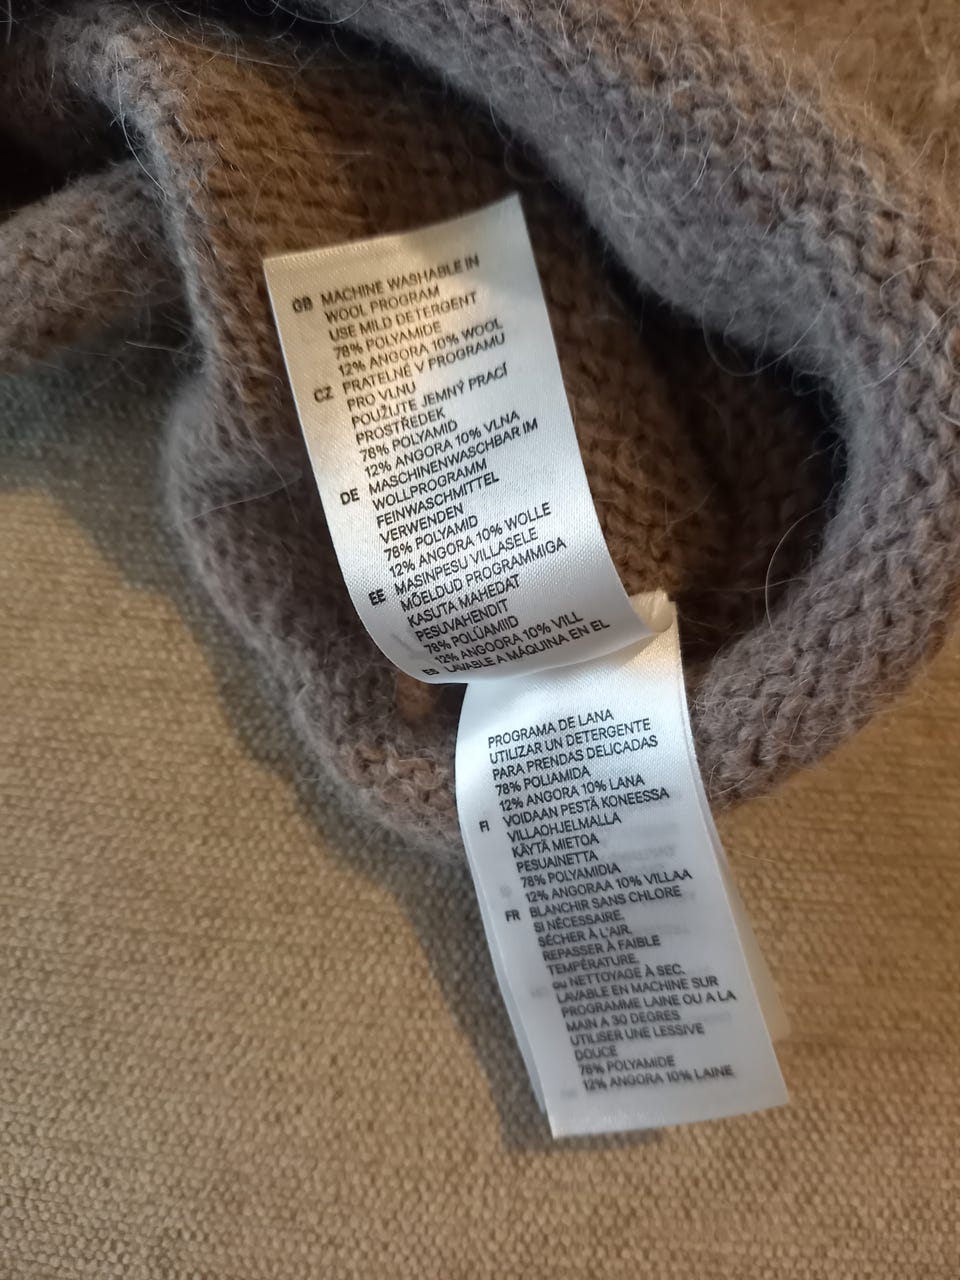 GB MACHINE WASHABLE IN
WOOL PROGRAM
USE MILD DETERGENT
78% POLYAMIDE
12% ANGORA 10% WOOL
CZ PRATELNÉ V PROGRAMU
PRO VLNU
POUŽIJTE JEMNÝ PRACÍ
PROSTŘEDEK
78% POLYAMID
12% ANGORA 10% VLNA
DE MASCHINENWASCHBAR IM
WOLLPROGRAMM
FEINWASCHMITTEL
VERWENDEN
78% POLYAMID
12% ANGORA 10% WOLLE
EE MASINPESU VILLASELE
MÕELDUD PROGRAMMIGA
KASUTA MAHEDAT
PESUVAHENDIT
78% POLÜAMIID
12% ANGOORA 10% VILL
ES LAVABLE A MÁQUINA EN EL
PROGRAMA DE LANA
UTILIZAR UN DETERGENTE
PARA PRENDAS DELICADAS
78% POLIAMIDA
12% ANGORA 10% LANA
FI VOIDAAN PESTÄ KONEESSA
VILLAOHJELMALLA
KÄYTÄ MIETOA
PESUAINETTA
78% POLYAMIDIA
12% ANGORAA 10% VILLAA
FR BLANCHIR SANS CHLORE
SI NÉCESSAIRE.
SÉCHER À L'AIR.
REPASSER À FAIBLE
TEMPÉRATURE.
ou NETTOYAGE À SEC.
LAVABLE EN MACHINE SUR
PROGRAMME LAINE OU A LA
MAIN A 30 DEGRES
UTILISER UNE LESSIVE
DOUCE
78% POLYAMIDE
12% ANGORA 10% LAINE